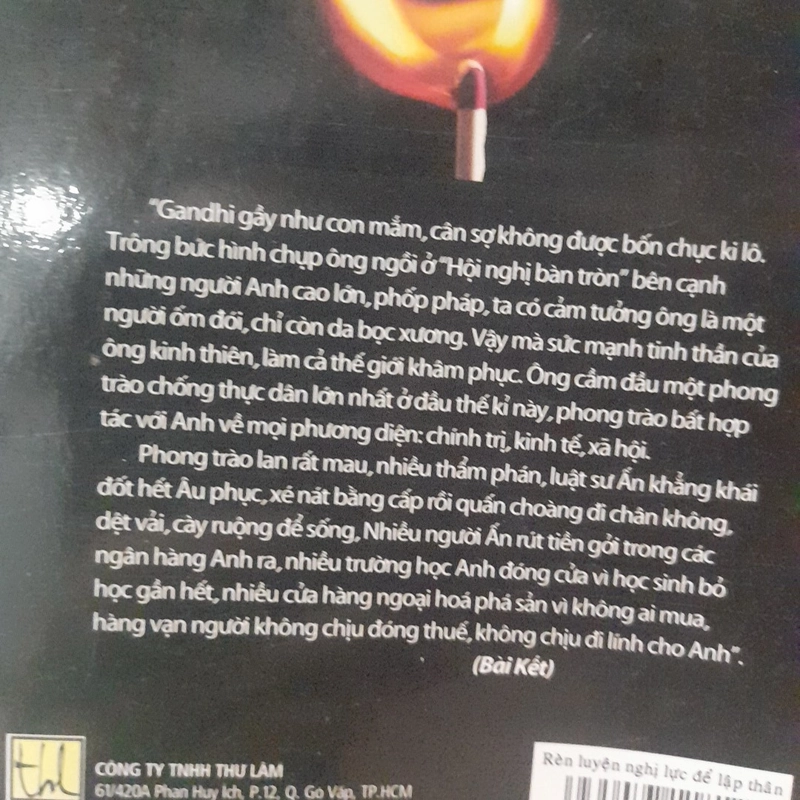 "Gandhi gầy như con mắm, cân sợ không được bốn chục ki lô.
Trông bức hình chụp ông ngồi ở "Hội nghị bàn tròn" bên cạnh
những người Anh cao lớn, phốp pháp, ta có cảm tưởng ông là một
người ốm đói, chỉ còn da bọc xương. Vậy mà sức mạnh tinh thần của
ông kinh thiên, làm cả thế giới khâm phục. Ông cầm đầu một phong
trào chống thực dân lớn nhất ở đầu thế kỉ này, phong trào bất hợp
tác với Anh về mọi phương diện: chính trị, kinh tế, xã hội.
Phong trào lan rất mau, nhiều thẩm phán, luật sư Ấn khẳng khái
đốt hết Âu phục, xé nát bằng cấp rồi quấn choàng đi chân không,
dệt vải, cày ruộng để sống, Nhiều người Ấn rút tiền gởi trong các
ngân hàng Anh ra, nhiều trường học Anh đóng cửa vì học sinh bỏ
học gần hết, nhiều cửa hàng ngoại hoá phá sản vì không ai mua,
hàng vạn người không chịu đóng thuế, không chịu đi lính cho Anh".
(Bài Kết)
thl
CÔNG TY TNHH THƯ LÂM
61/420A Phan Huy Ích, P.12, Q. Gò Vấp, TP.HCM
Rèn luyện nghị lực để lập thân